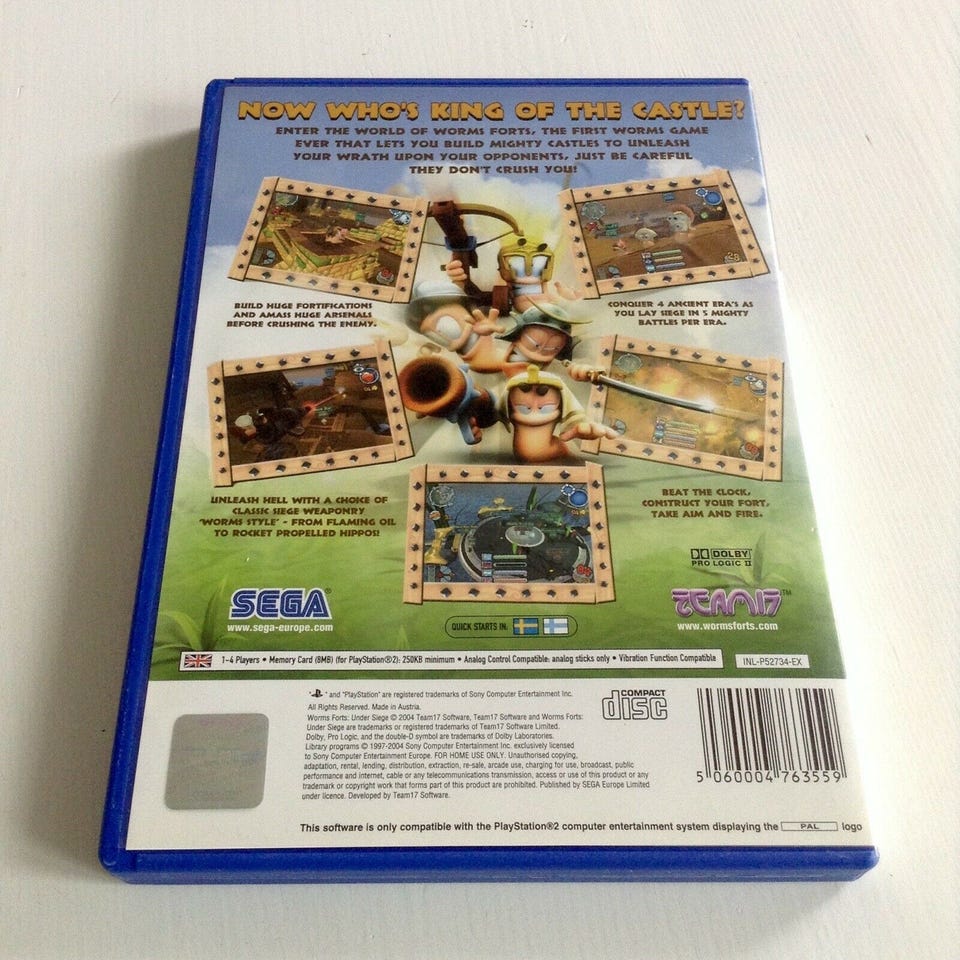 NOW WHO'S KING OF THE CASTLE?
ENTER THE WORLD OF WORMS FORTS, THE FIRST WORMS GAME
EVER THAT LETS YOU BUILD MIGHTY CASTLES TO UNLEASH
YOUR WRATH UPON YOUR OPPONENTS, JUST BE CAREFUL
THEY DON'T CRUSH YOU!
BUILD HUGE FORTIFICATIONS
AND AMASS HUGE ARSENALS
BEFORE CRUSHING THE ENEMY.
CONQUER 4 ANCIENT ERA'S AS
YOU LAY SIEGE IN 5 MIGHTY
BATTLES PER ERA.
UNLEASH HELL WITH A CHOICE OF
CLASSIC SIEGE WEAPONRY
'WORMS STYLE' - FROM FLAMING OIL
TO ROCKET PROPELLED HIPPOS!
BEAT THE CLOCK,
CONSTRUCT YOUR FORT,
TAKE AIM AND FIRE.
DOLBY
PRO LOGIC II
SEGA®
www.sega-europe.com
QUICK STARTS IN:
TEAM17™
www.wormsforts.com
1-4 Players • Memory Card (8MB) (for PlayStation®2): 250KB minimum • Analog Control Compatible: analog sticks only • Vibration Function Compatible
INL-P52734-EX
" " and "PlayStation" are registered trademarks of Sony Computer Entertainment Inc.
All Rights Reserved. Made in Austria.
Worms Forts: Under Siege © 2004 Team17 Software, Team17 Software and Worms Forts:
Under Siege are trademarks or registered trademarks of Team17 Software Limited.
Dolby, Pro Logic, and the double-D symbol are trademarks of Dolby Laboratories.
Library programs © 1997-2004 Sony Computer Entertainment Inc. exclusively licensed
to Sony Computer Entertainment Europe. FOR HOME USE ONLY. Unauthorised copying,
adaptation, rental, lending, distribution, extraction, re-sale, arcade use, charging for use, broadcast, public
performance and internet, cable or any telecommunications transmission, access or use of this product or any
trademark or copyright work that forms part of this product are prohibited. Published by SEGA Europe Limited
under licence. Developed by Team17 Software.
COMPACT
disc
5 060004 763559
This software is only compatible with the PlayStation®2 computer entertainment system displaying the PAL logo